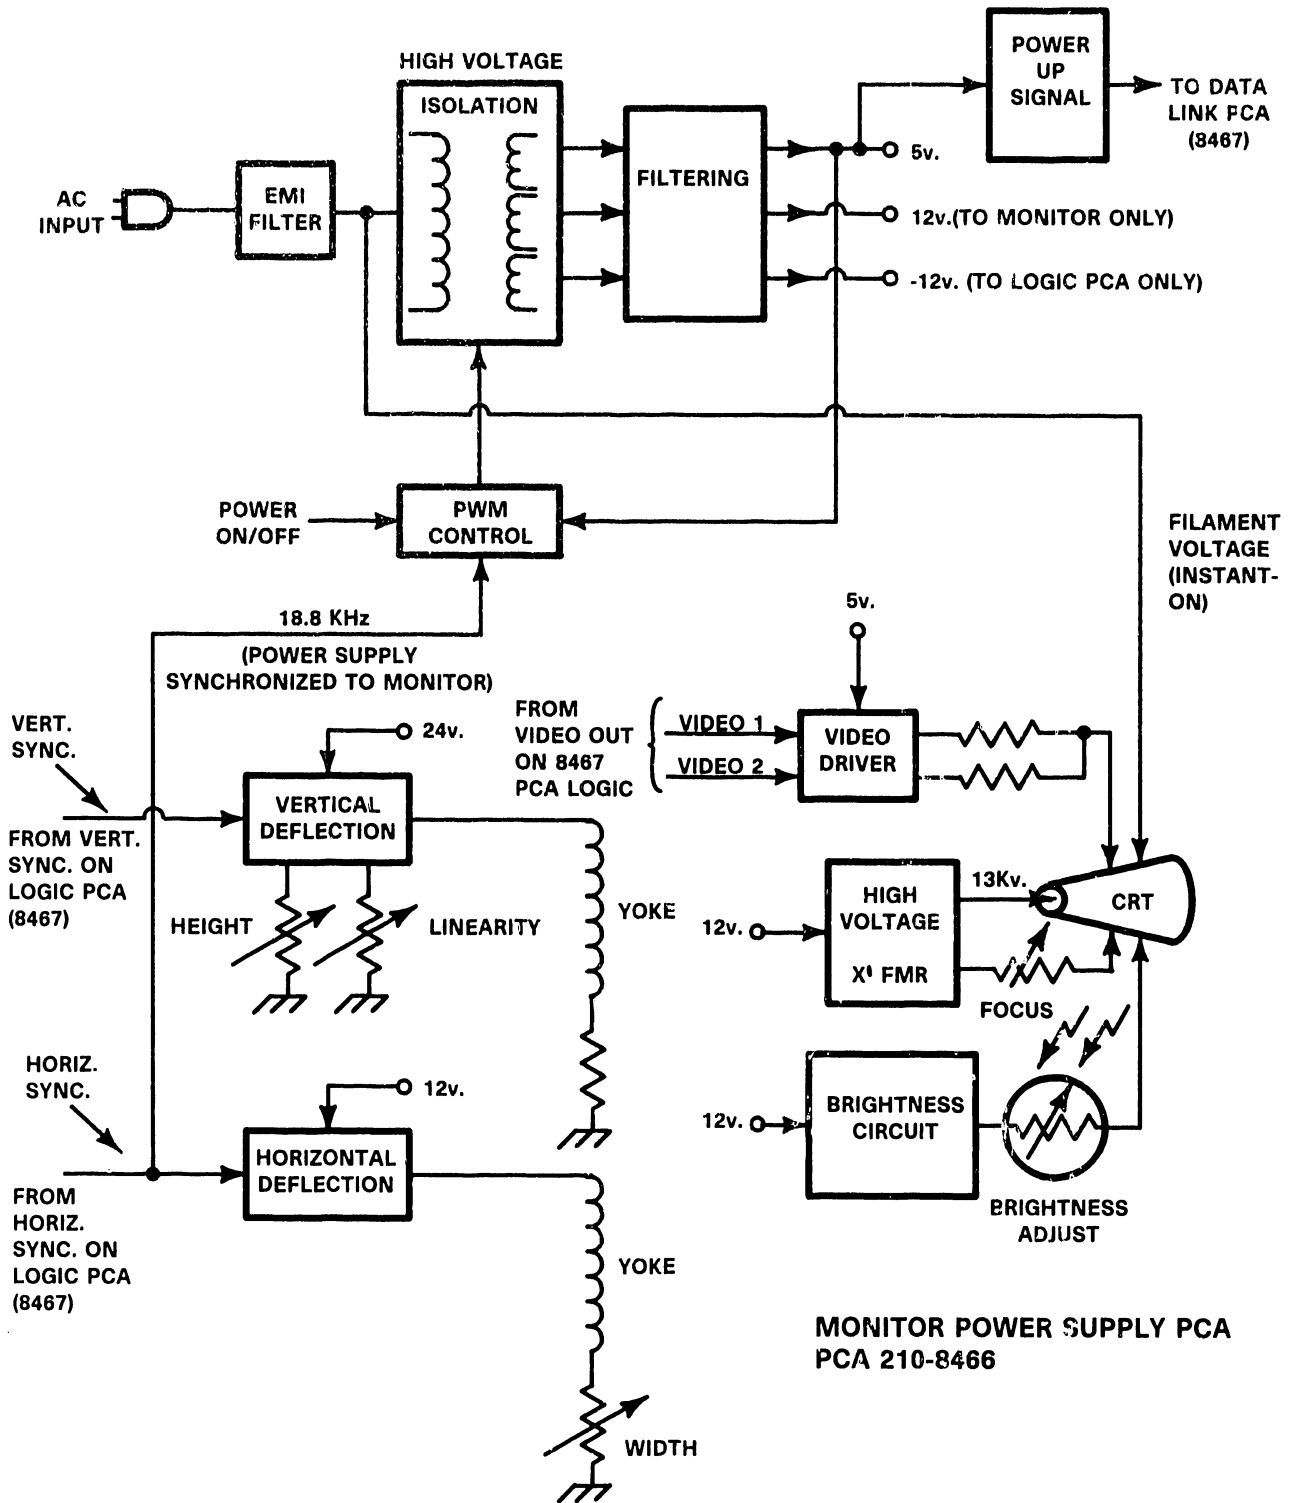 HIGH VOLTAGE
ISOLATION
POWER
UP
SIGNAL
TO DATA
LINK PCA
(8467)
AC
INPUT
EMI
FILTER
FILTERING
5v.
12v.(TO MONITOR ONLY)
-12v. (TO LOGIC PCA ONLY)
POWER
ON/OFF
PWM
CONTROL
FILAMENT
VOLTAGE
(INSTANT-
ON)
18.8 KHz
(POWER SUPPLY
SYNCHRONIZED TO MONITOR)
5v.
VERT.
SYNC.
24v.
FROM
VIDEO OUT
ON 8467
PCA LOGIC
VIDEO 1
VIDEO 2
VIDEO
DRIVER
VERTICAL
DEFLECTION
FROM VERT.
SYNC. ON
LOGIC PCA
(8467)
HEIGHT
LINEARITY
YOKE
12v.
HIGH
VOLTAGE
X'FMR
13Kv.
CRT
FOCUS
HORIZ.
SYNC.
12v.
HORIZONTAL
DEFLECTION
12v.
BRIGHTNESS
CIRCUIT
BRIGHTNESS
ADJUST
FROM
HORIZ.
SYNC. ON
LOGIC PCA
(8467)
YOKE
WIDTH
MONITOR POWER SUPPLY PCA
PCA 210-8466